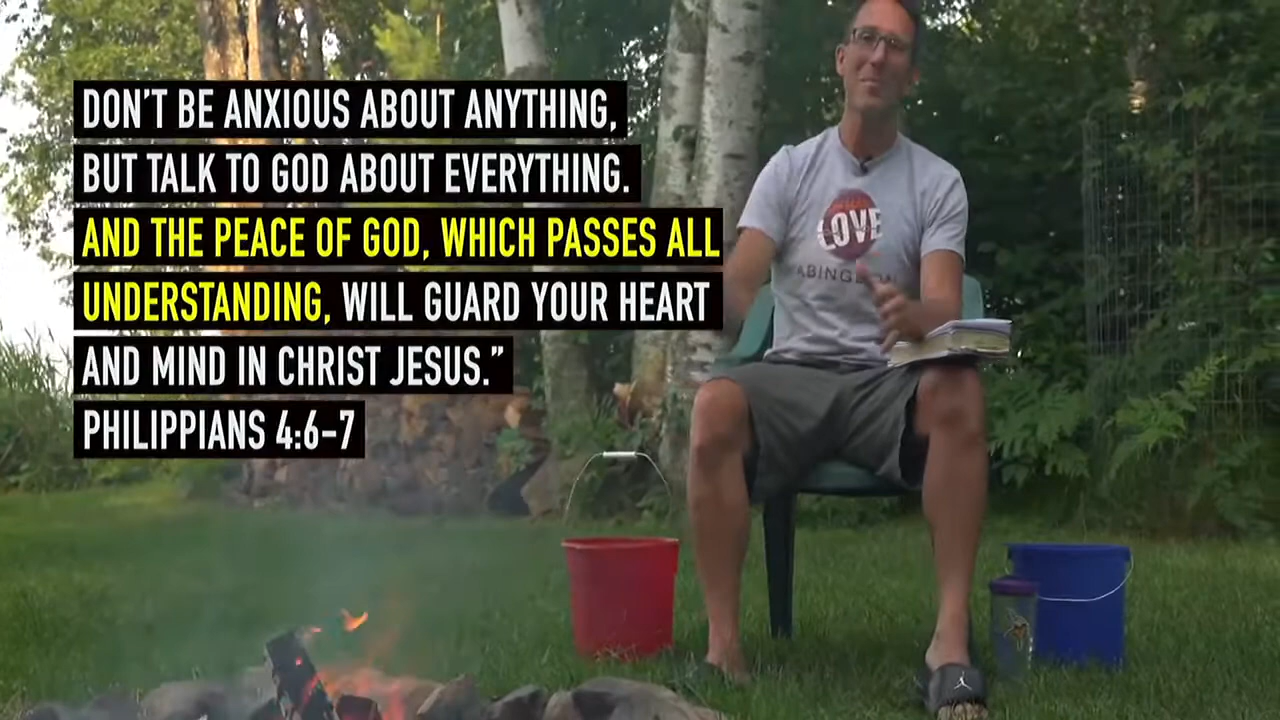 DON'T BE ANXIOUS ABOUT ANYTHING,
BUT TALK TO GOD ABOUT EVERYTHING.
AND THE PEACE OF GOD, WHICH PASSES ALL
UNDERSTANDING, WILL GUARD YOUR HEART
AND MIND IN CHRIST JESUS.”
PHILIPPIANS 4:6–7
LOVE